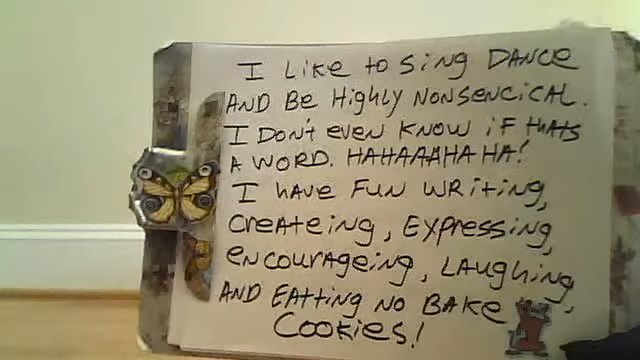 I Like to Sing DANCE
AND Be HigHly NONSeNCiCAL.
I DON't eveN KNOW iF tHAtS
A WORD. HAHAAAHA HA!
I HAVE FUN WRiTiNg,
CreAteiNg, EXPReSSiNg,
eNCOURAgeiNg, LAUgHiNg,
AND EATtiNg NO BAKE
COOKieS!